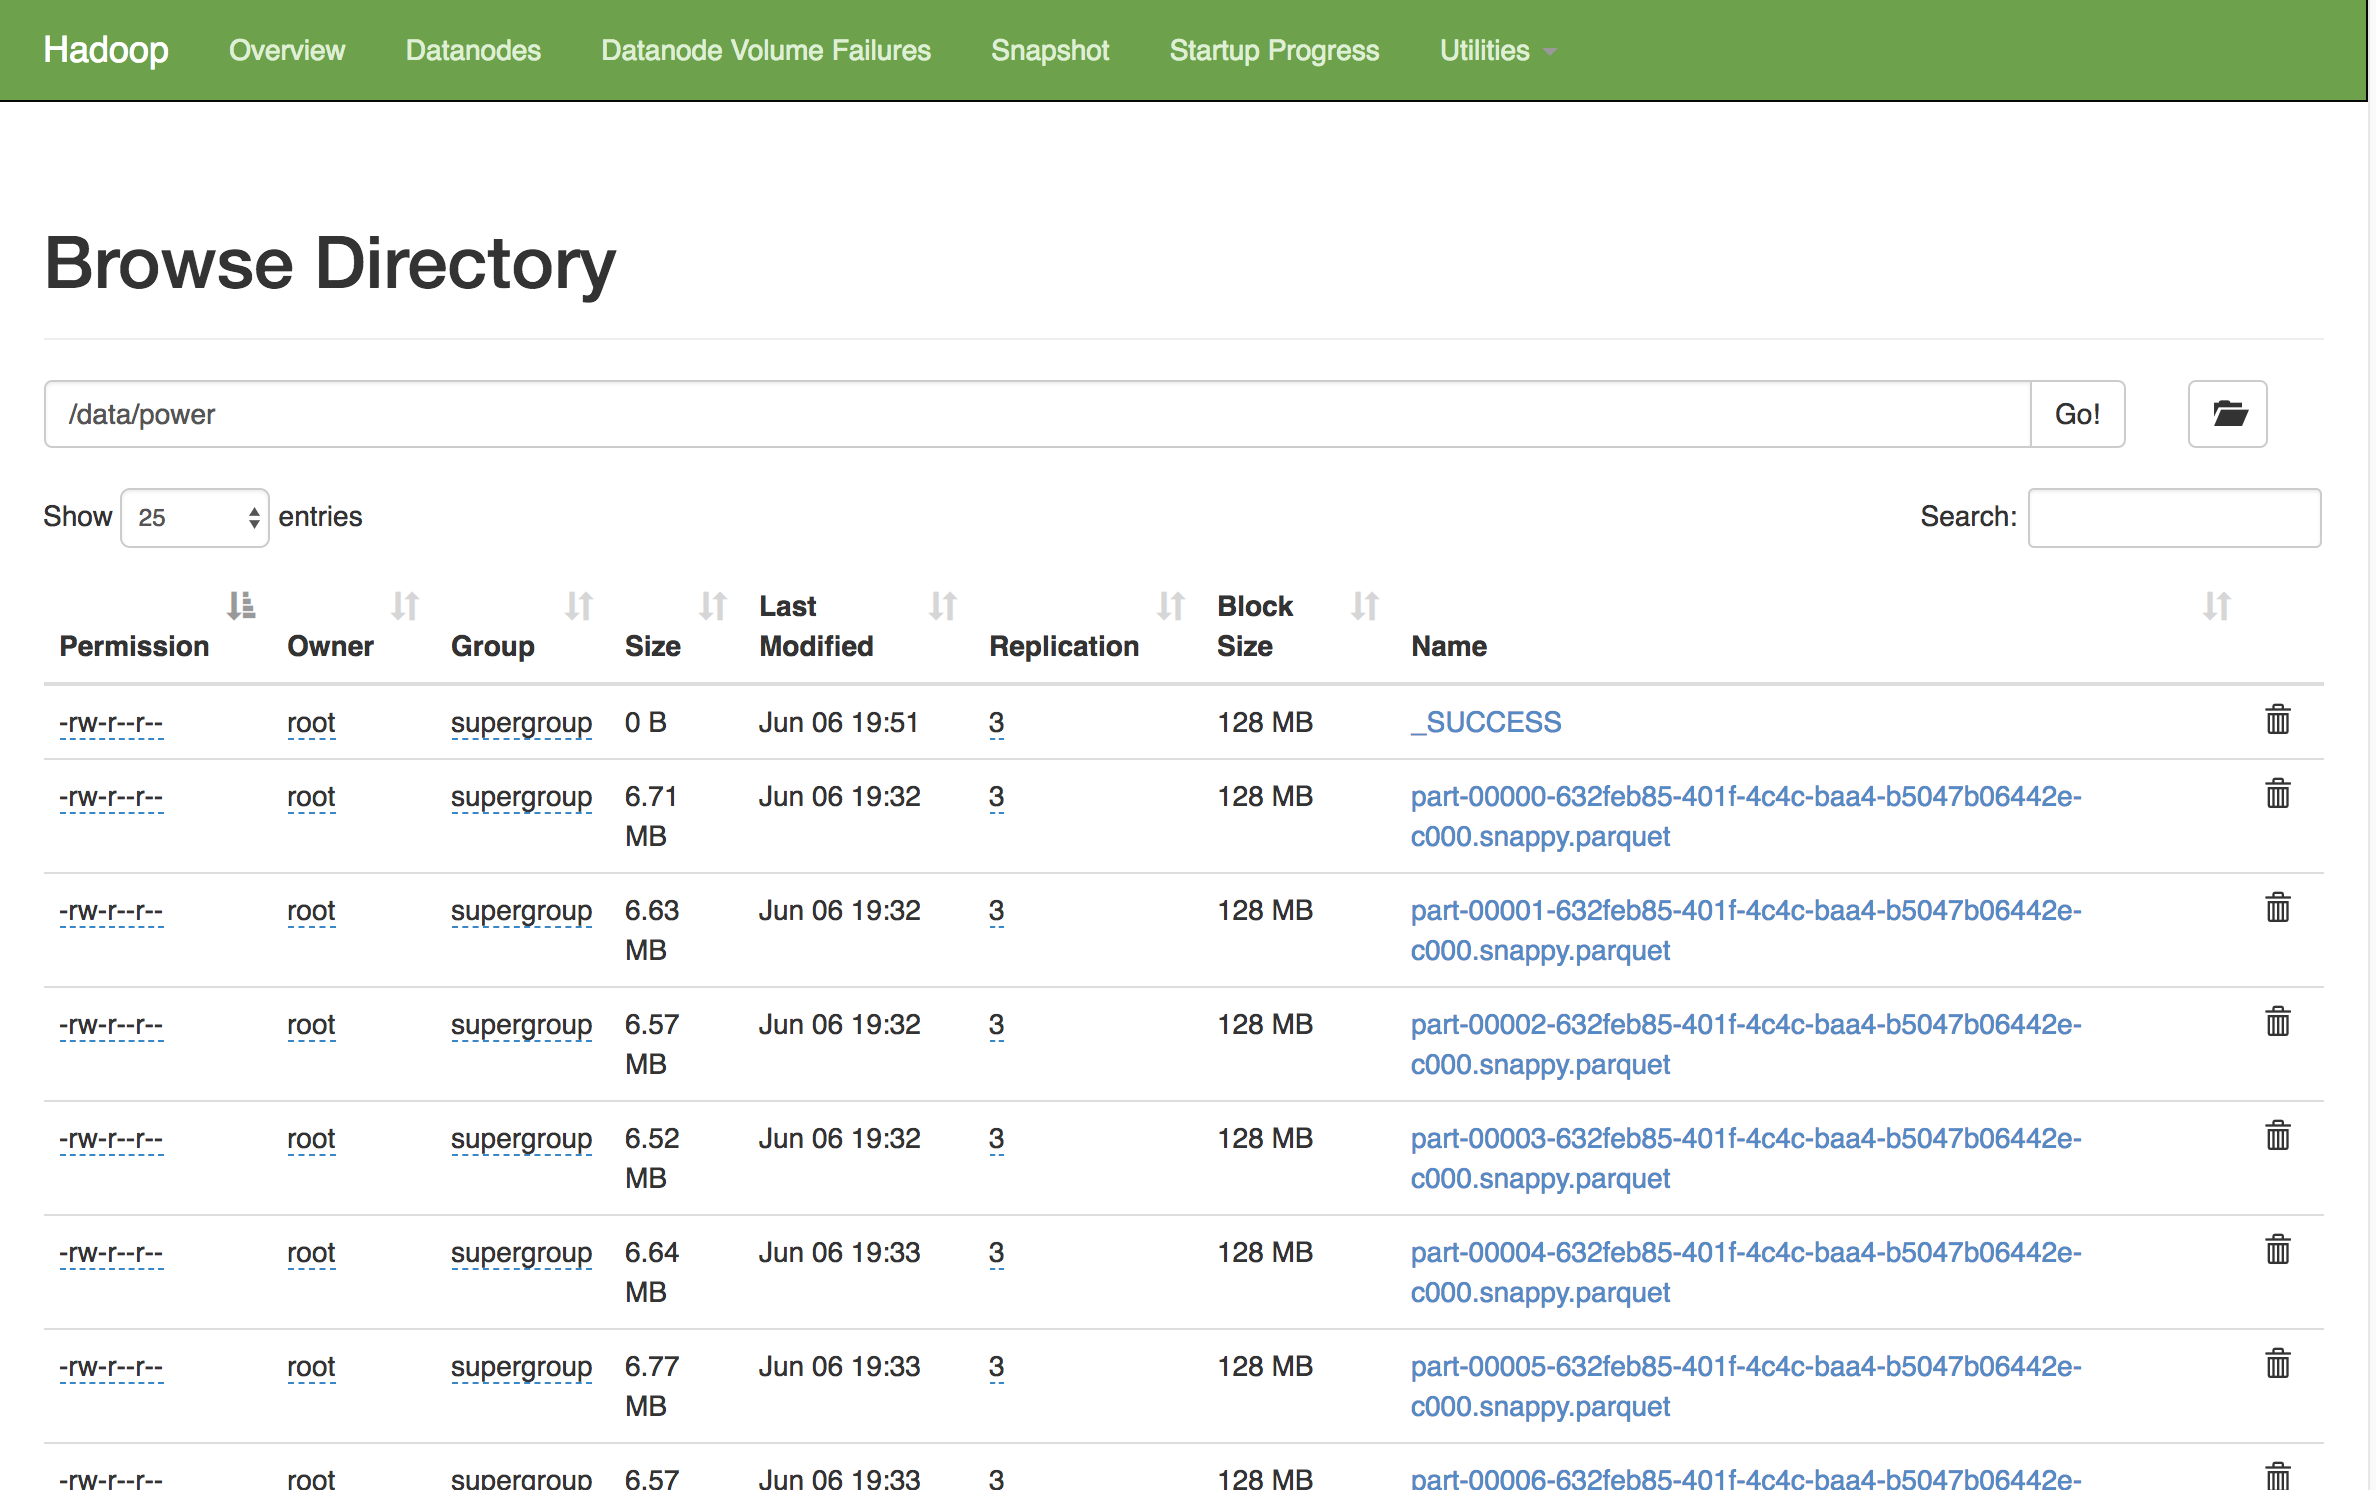 Hadoop Overview Datanodes Datanode Volume Failures Snapshot Startup Progress Utilities
Browse Directory
/data/power Go!
Show 25 entries Search:
Permission Owner Group Size Last Modified Replication Block Size Name
-rw-r--r-- root supergroup 0 B Jun 06 19:51 3 128 MB _SUCCESS
-rw-r--r-- root supergroup 6.71 Jun 06 19:32 3 128 MB part-00000-632feb85-401f-4c4c-baa4-b5047b06442e-
MB c000.snappy.parquet
-rw-r--r-- root supergroup 6.63 Jun 06 19:32 3 128 MB part-00001-632feb85-401f-4c4c-baa4-b5047b06442e-
MB c000.snappy.parquet
-rw-r--r-- root supergroup 6.57 Jun 06 19:32 3 128 MB part-00002-632feb85-401f-4c4c-baa4-b5047b06442e-
MB c000.snappy.parquet
-rw-r--r-- root supergroup 6.52 Jun 06 19:32 3 128 MB part-00003-632feb85-401f-4c4c-baa4-b5047b06442e-
MB c000.snappy.parquet
-rw-r--r-- root supergroup 6.64 Jun 06 19:33 3 128 MB part-00004-632feb85-401f-4c4c-baa4-b5047b06442e-
MB c000.snappy.parquet
-rw-r--r-- root supergroup 6.77 Jun 06 19:33 3 128 MB part-00005-632feb85-401f-4c4c-baa4-b5047b06442e-
MB c000.snappy.parquet
-rw-r--r-- root supergroup 6.57 Jun 06 19:33 3 128 MB part-00006-632feb85-401f-4c4c-baa4-b5047b06442e-